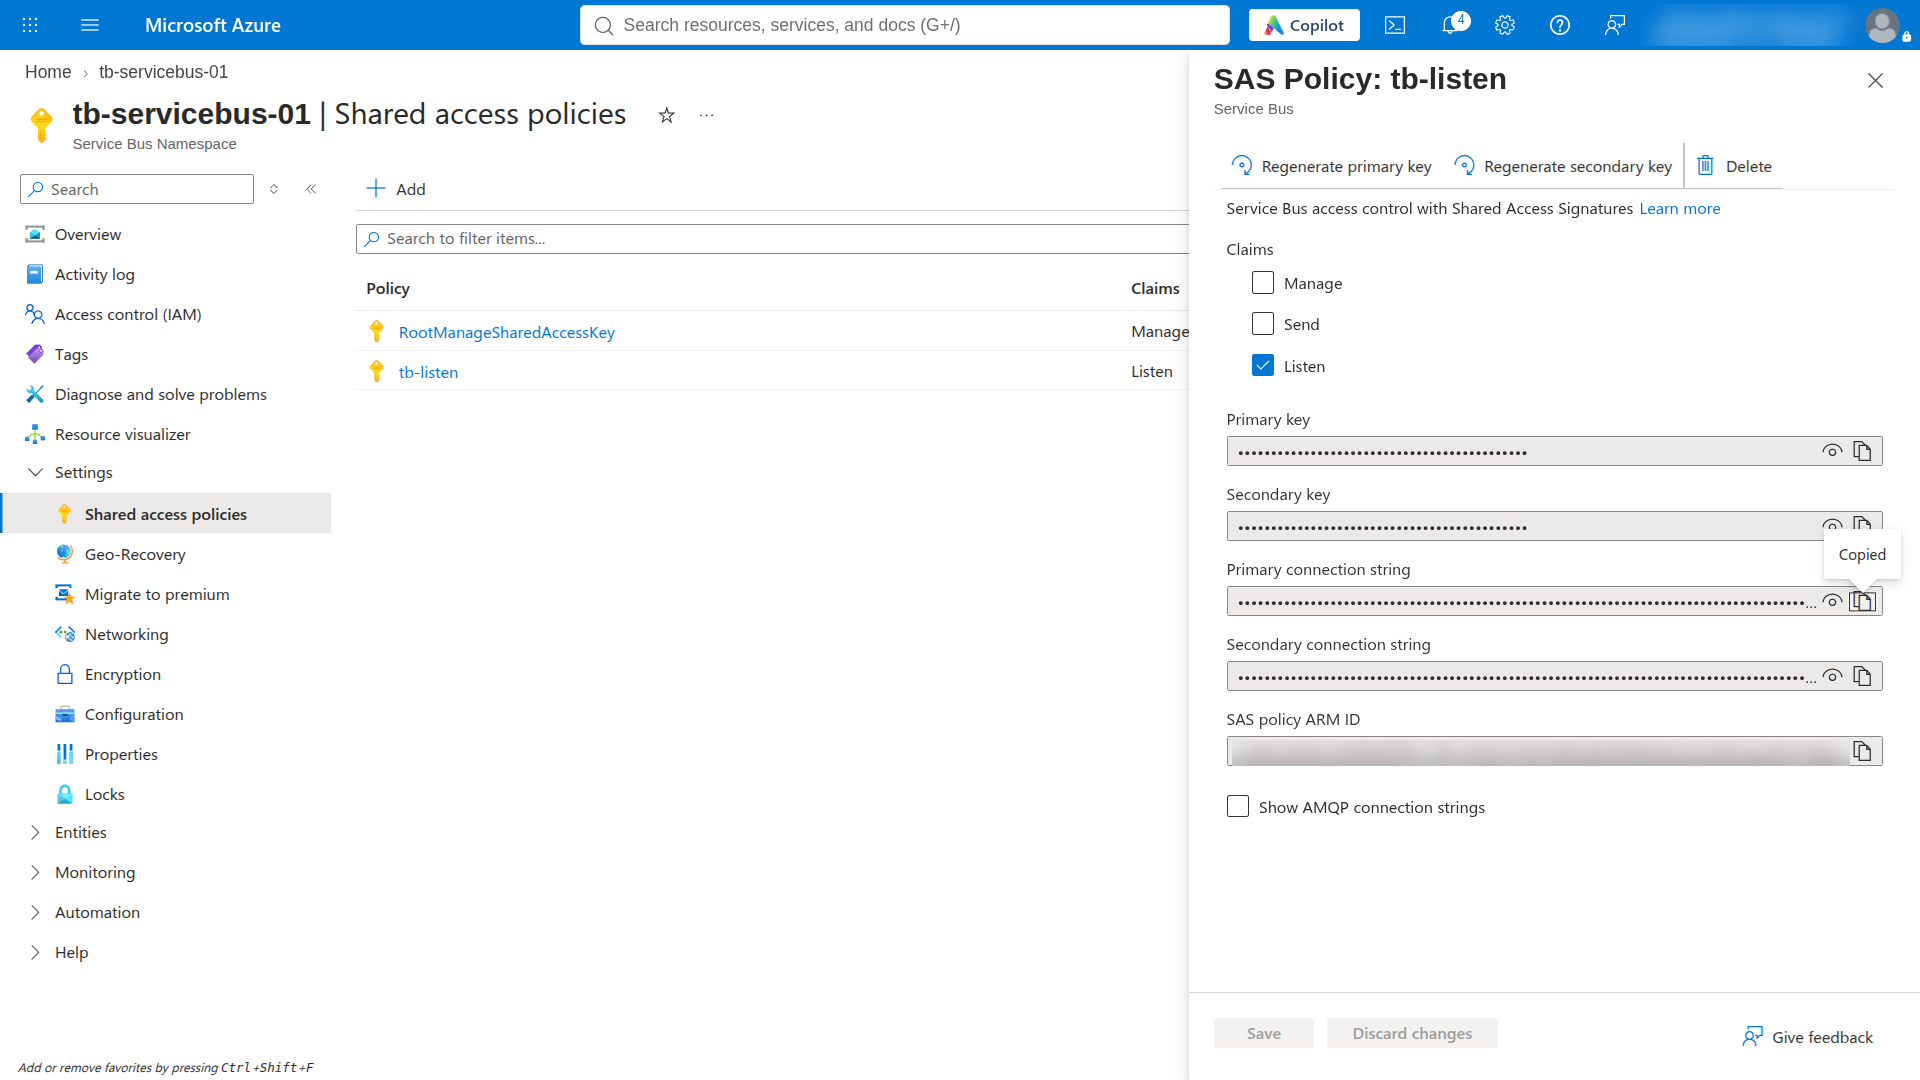 Microsoft Azure
Search resources, services, and docs (G+/)
Copilot
4
Home
tb-servicebus-01
tb-servicebus-01 | Shared access policies
Service Bus Namespace
Search
Overview
Activity log
Access control (IAM)
Tags
Diagnose and solve problems
Resource visualizer
Settings
Shared access policies
Geo-Recovery
Migrate to premium
Networking
Encryption
Configuration
Properties
Locks
Entities
Monitoring
Automation
Help
Add or remove favorites by pressing Ctrl+Shift+F
Add
Search to filter items...
Policy Claims
RootManageSharedAccessKey Manage
tb-listen Listen
SAS Policy: tb-listen
Service Bus
Regenerate primary key Regenerate secondary key Delete
Service Bus access control with Shared Access Signatures Learn more
Claims
Manage
Send
Listen
Primary key
Secondary key
Copied
Primary connection string
Secondary connection string
SAS policy ARM ID
Show AMQP connection strings
Save Discard changes Give feedback